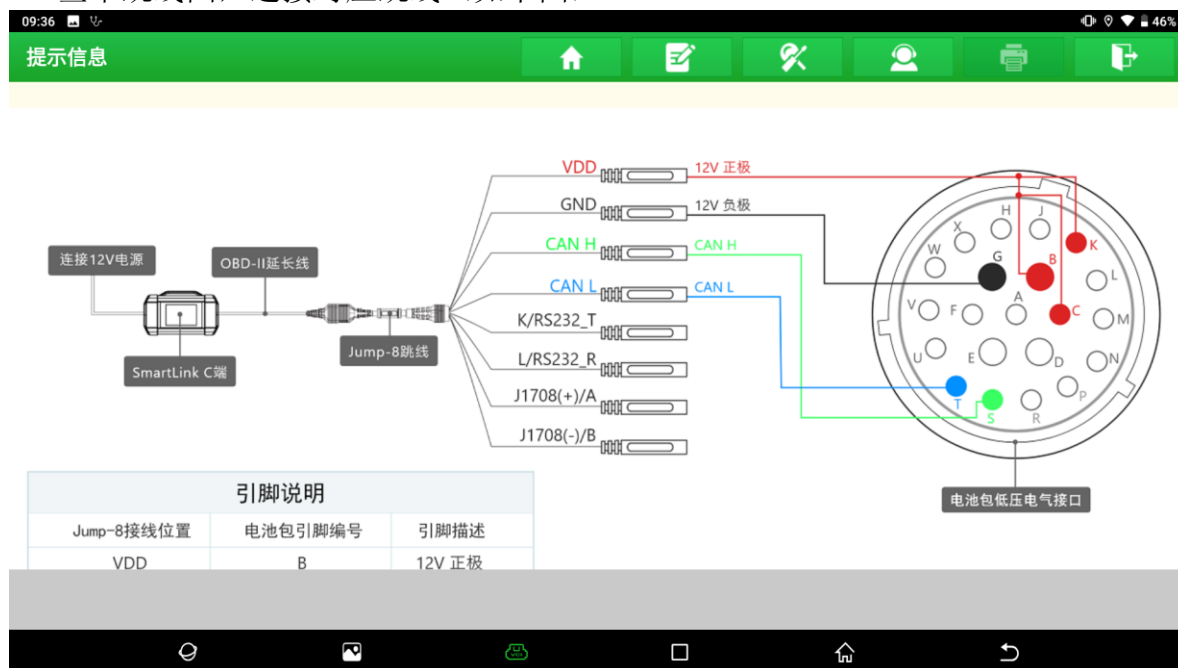 09:36
46%
提示信息
VDD
12V 正极
GND
12V 负极
CAN H
CAN H
CAN L
CAN L
K/RS232_T
L/RS232_R
J1708(+)/A
J1708(-)/B
连接12V电源
OBD-II延长线
Jump-8跳线
SmartLink C端
H
J
X
K
W
G
B
L
A
V
F
C
M
U
E
D
N
T
S
R
P
电池包低压电气接口
引脚说明
Jump-8接线位置 电池包引脚编号 引脚描述
VDD B 12V 正极
VCI